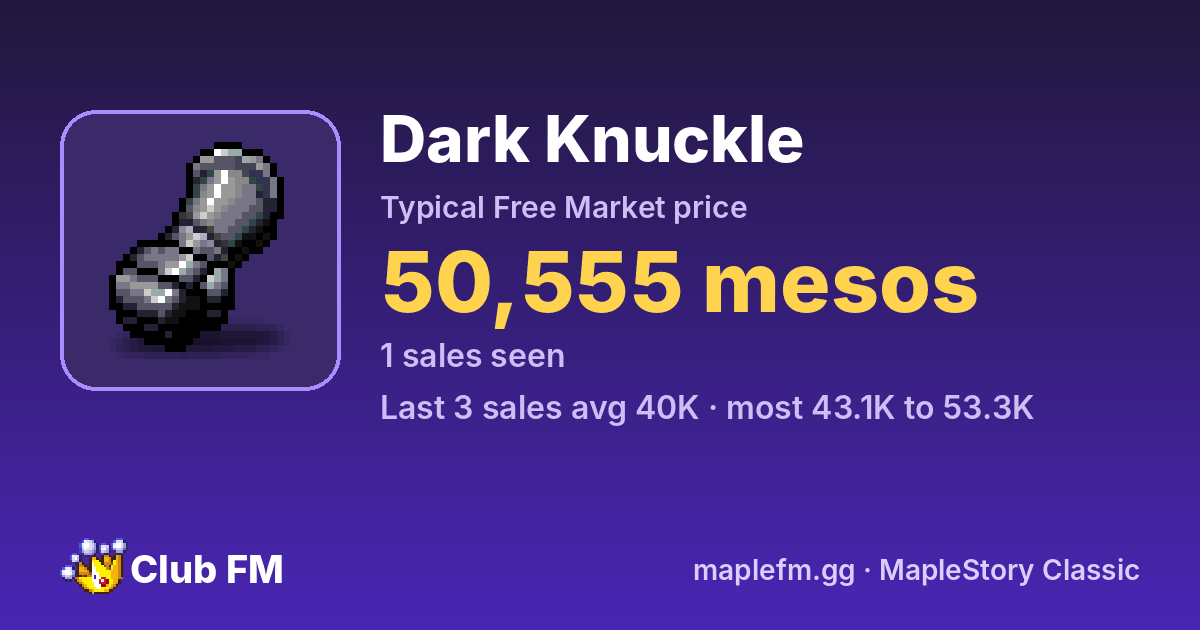 Dark Knuckle
Typical Free Market price
50,555 mesos
1 sales seen
Last 3 sales avg 40K · most 43.1K to 53.3K
Club FM
maplefm.gg · MapleStory Classic